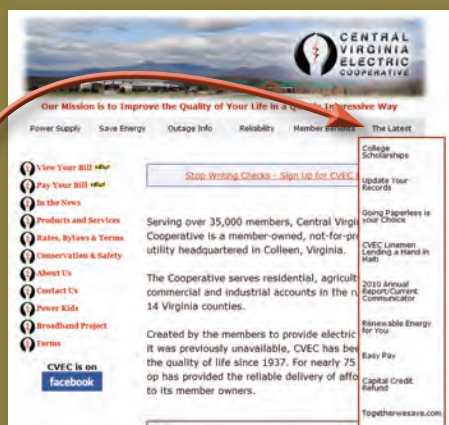 CENTRAL
VIRGINIA
ELECTRIC
COOPERATIVE
Our Mission is to Improve the Quality of Your Life in a Impressive Way
Power Supply Save Energy Outage Info Reliability Member Benefits The Latest
View Your Bill
Pay Your Bill
In the News
Products and Services
Rates, Bylaws & Terms
Conservation & Safety
About Us
Contact Us
Power Kids
Broadband Project
Forms
CVEC is on
facebook
Stop Writing Checks - Sign Up for CVEC
Serving over 35,000 members, Central
Cooperative is a member-owned, not-for-
utility headquartered in Colleen, Virginia.
The Cooperative serves residential,
commercial and industrial accounts in the
14 Virginia counties.
Created by the members to provide electric
it was previously unavailable, CVEC has
the quality of life since 1937. For nearly 75
op has provided the reliable delivery of
to its member owners.
College
Scholarships
Update Your
Records
Going Paperless is
your Choice
CVEC Linemen
Lending a Hand in
Haiti
2010 Annual
Report/Current
Communicator
Renewable Energy
for You
Easy Pay
Capital Credit
Refund
Togetherwesave.com